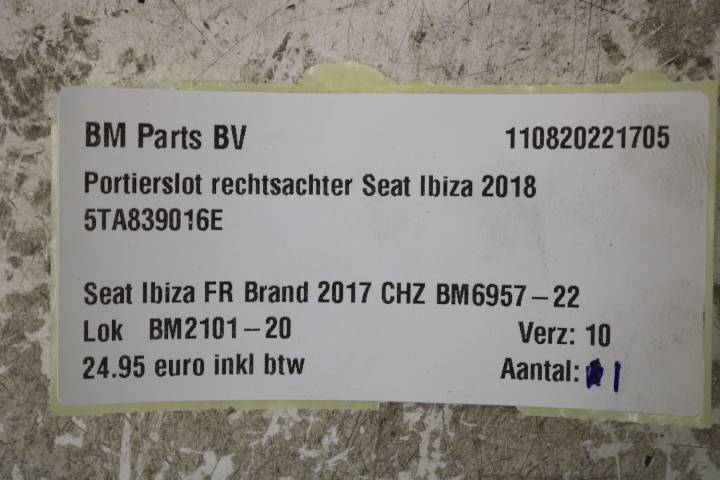 BM Parts BV 110820221705
Portierslot rechtsachter Seat Ibiza 2018
5TA839016E
Seat Ibiza FR Brand 2017 CHZ BM6957-22
Lok BM2101-20 Verz: 10
24.95 euro inkl btw Aantal: 1